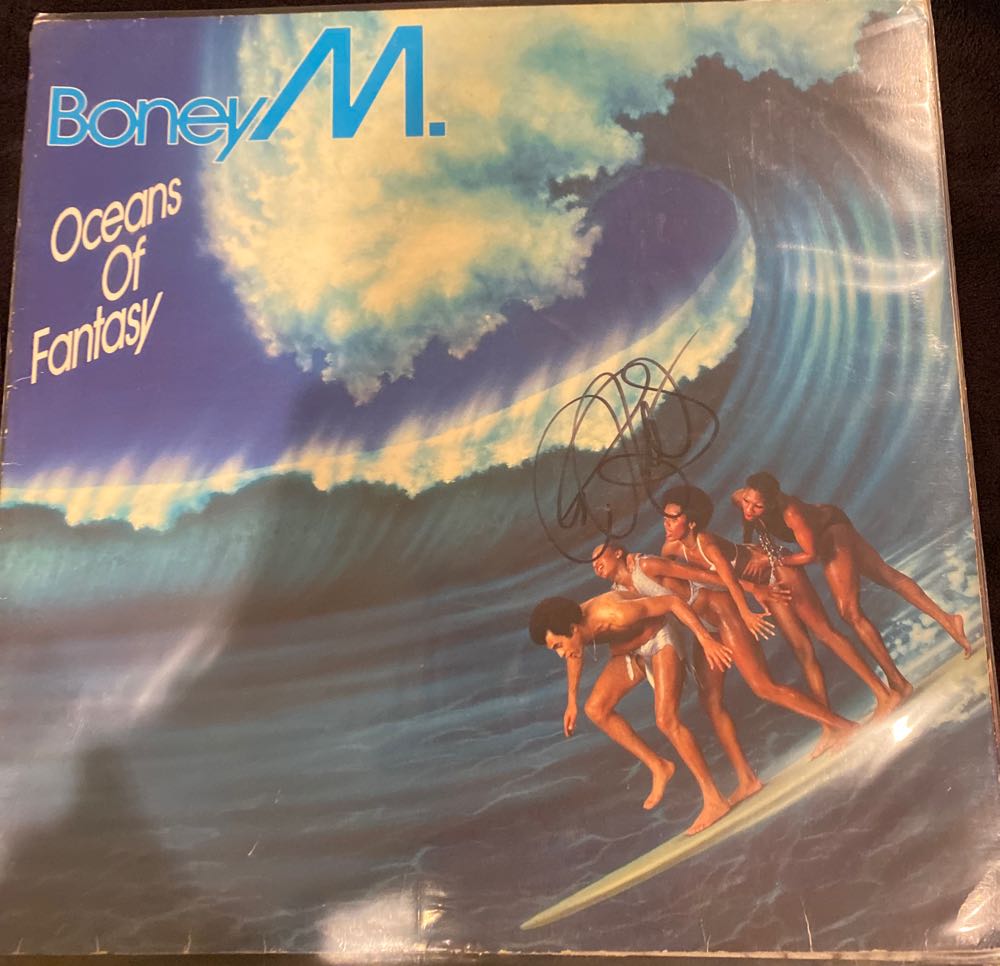 Boney M.
Oceans
Of
Fantasy